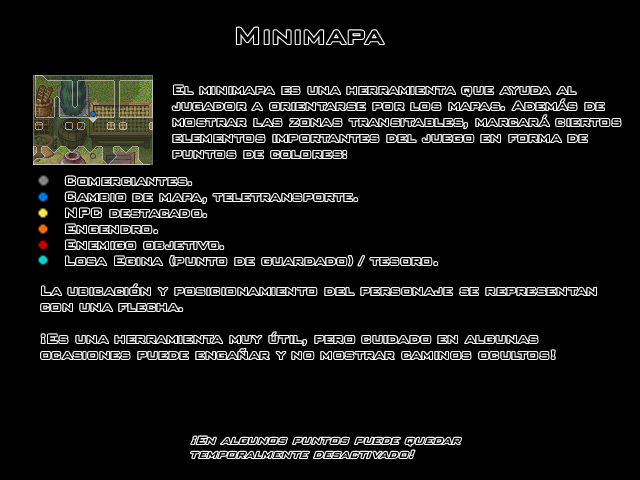 Minimapa
El minimapa es una herramienta que ayuda al
jugador a orientarse por los mapas. Además de
mostrar las zonas transitables, marcará ciertos
elementos importantes del juego en forma de
puntos de colores:
Comerciantes.
Cambio de mapa, teletransporte.
NPC destacado.
Engendro.
Enemigo objetivo.
Losa Egina (punto de guardado) / tesoro.
La ubicación y posicionamiento del personaje se representan
con una flecha.
¡Es una herramienta muy útil, pero cuidado en algunas
ocasiones puede engañar y no mostrar caminos ocultos!
¡En algunos puntos puede quedar
temporalmente desactivado!